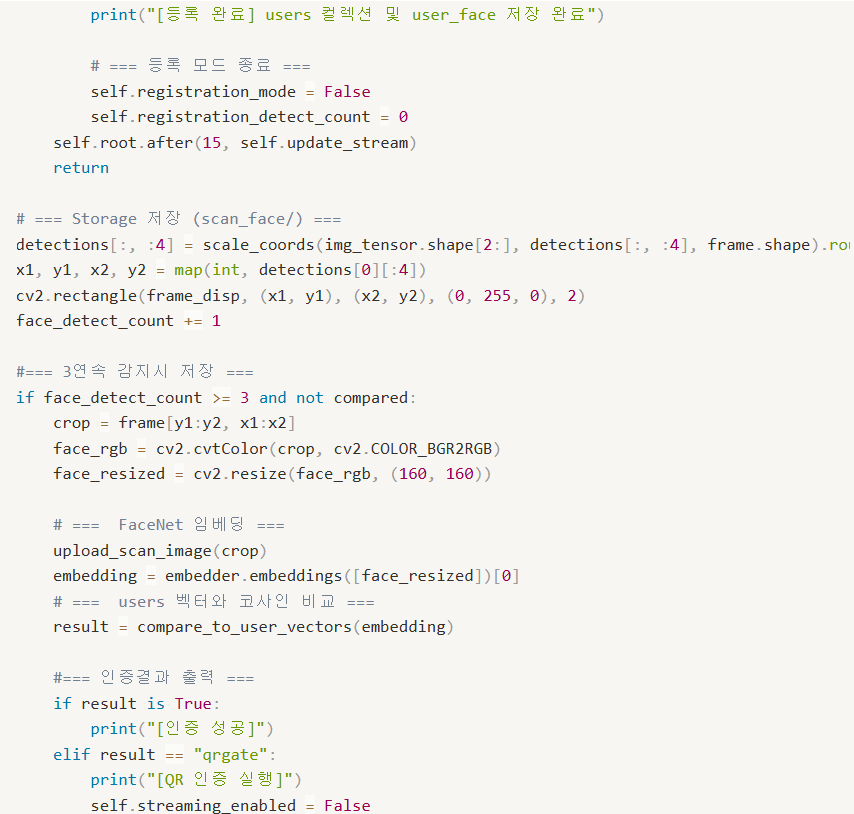 print("[등록 완료] users 컬렉션 및 user_face 저장 완료")
# === 등록 모드 종료 ===
self.registration_mode = False
self.registration_detect_count = 0
self.root.after(15, self.update_stream)
return
# === Storage 저장 (scan_face/) ===
detections[:, :4] = scale_coords(img_tensor.shape[2:], detections[:, :4], frame.shape).rou
x1, y1, x2, y2 = map(int, detections[0][:4])
cv2.rectangle(frame_disp, (x1, y1), (x2, y2), (0, 255, 0), 2)
face_detect_count += 1
#=== 3연속 감지시 저장 ===
if face_detect_count >= 3 and not compared:
crop = frame[y1:y2, x1:x2]
face_rgb = cv2.cvtColor(crop, cv2.COLOR_BGR2RGB)
face_resized = cv2.resize(face_rgb, (160, 160))
# ===  FaceNet 임베딩 ===
upload_scan_image(crop)
embedding = embedder.embeddings([face_resized])[0]
# ===  users 벡터와 코사인 비교 ===
result = compare_to_user_vectors(embedding)
#=== 인증결과 출력 ===
if result is True:
print("[인증 성공]")
elif result == "qrgate":
print("[QR 인증 실행]")
self.streaming_enabled = False